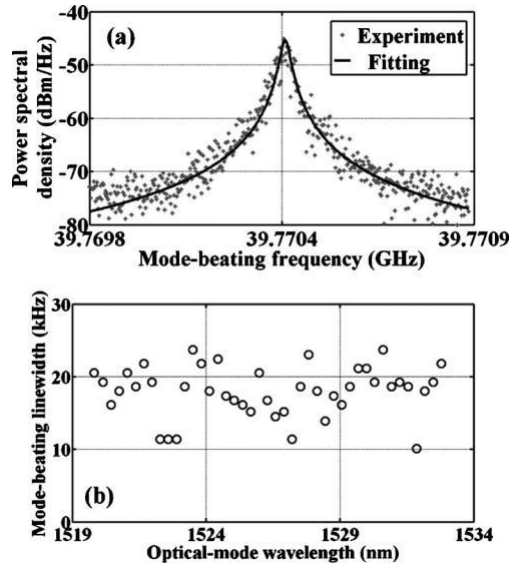 (a)
Experiment
Fitting
Power spectral
density (dBm/Hz)
-40
-50
-60
-70
-80
39.7698
39.7704
39.7709
Mode-beating frequency (GHz)
Mode-beating linewidth (kHz)
30
20
10
0
(b)
1519
1524
1529
1534
Optical-mode wavelength (nm)